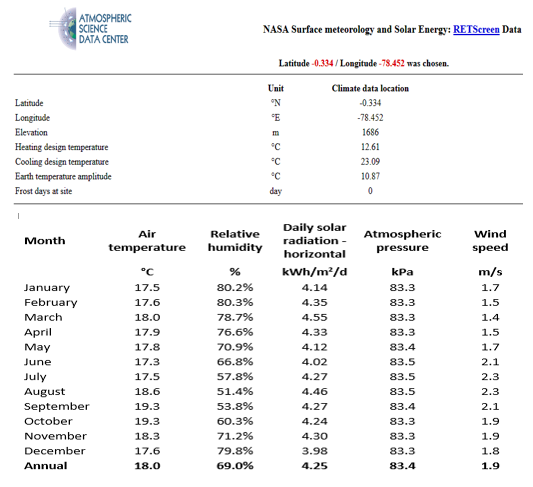 ATMOSPHERIC
SCIENCE
DATA CENTER
NASA Surface meteorology and Solar Energy: RETScreen Data
Latitude -0.334 / Longitude -78.452 was chosen.
Unit Climate data location
Latitude °N -0.334
Longitude °E -78.452
Elevation m 1686
Heating design temperature °C 12.61
Cooling design temperature °C 23.09
Earth temperature amplitude °C 10.87
Frost days at site day 0
Month Air temperature Relative humidity Daily solar radiation - horizontal Atmospheric pressure Wind speed
°C % kWh/m²/d kPa m/s
January 17.5 80.2% 4.14 83.3 1.7
February 17.6 80.3% 4.35 83.3 1.5
March 18.0 78.7% 4.55 83.3 1.4
April 17.9 76.6% 4.33 83.3 1.5
May 17.8 70.9% 4.12 83.4 1.7
June 17.3 66.8% 4.02 83.5 2.1
July 17.5 57.8% 4.27 83.5 2.3
August 18.6 51.4% 4.46 83.5 2.3
September 19.3 53.8% 4.27 83.4 2.1
October 19.3 60.3% 4.24 83.3 1.9
November 18.3 71.2% 4.30 83.3 1.9
December 17.6 79.8% 3.98 83.3 1.8
Annual 18.0 69.0% 4.25 83.4 1.9